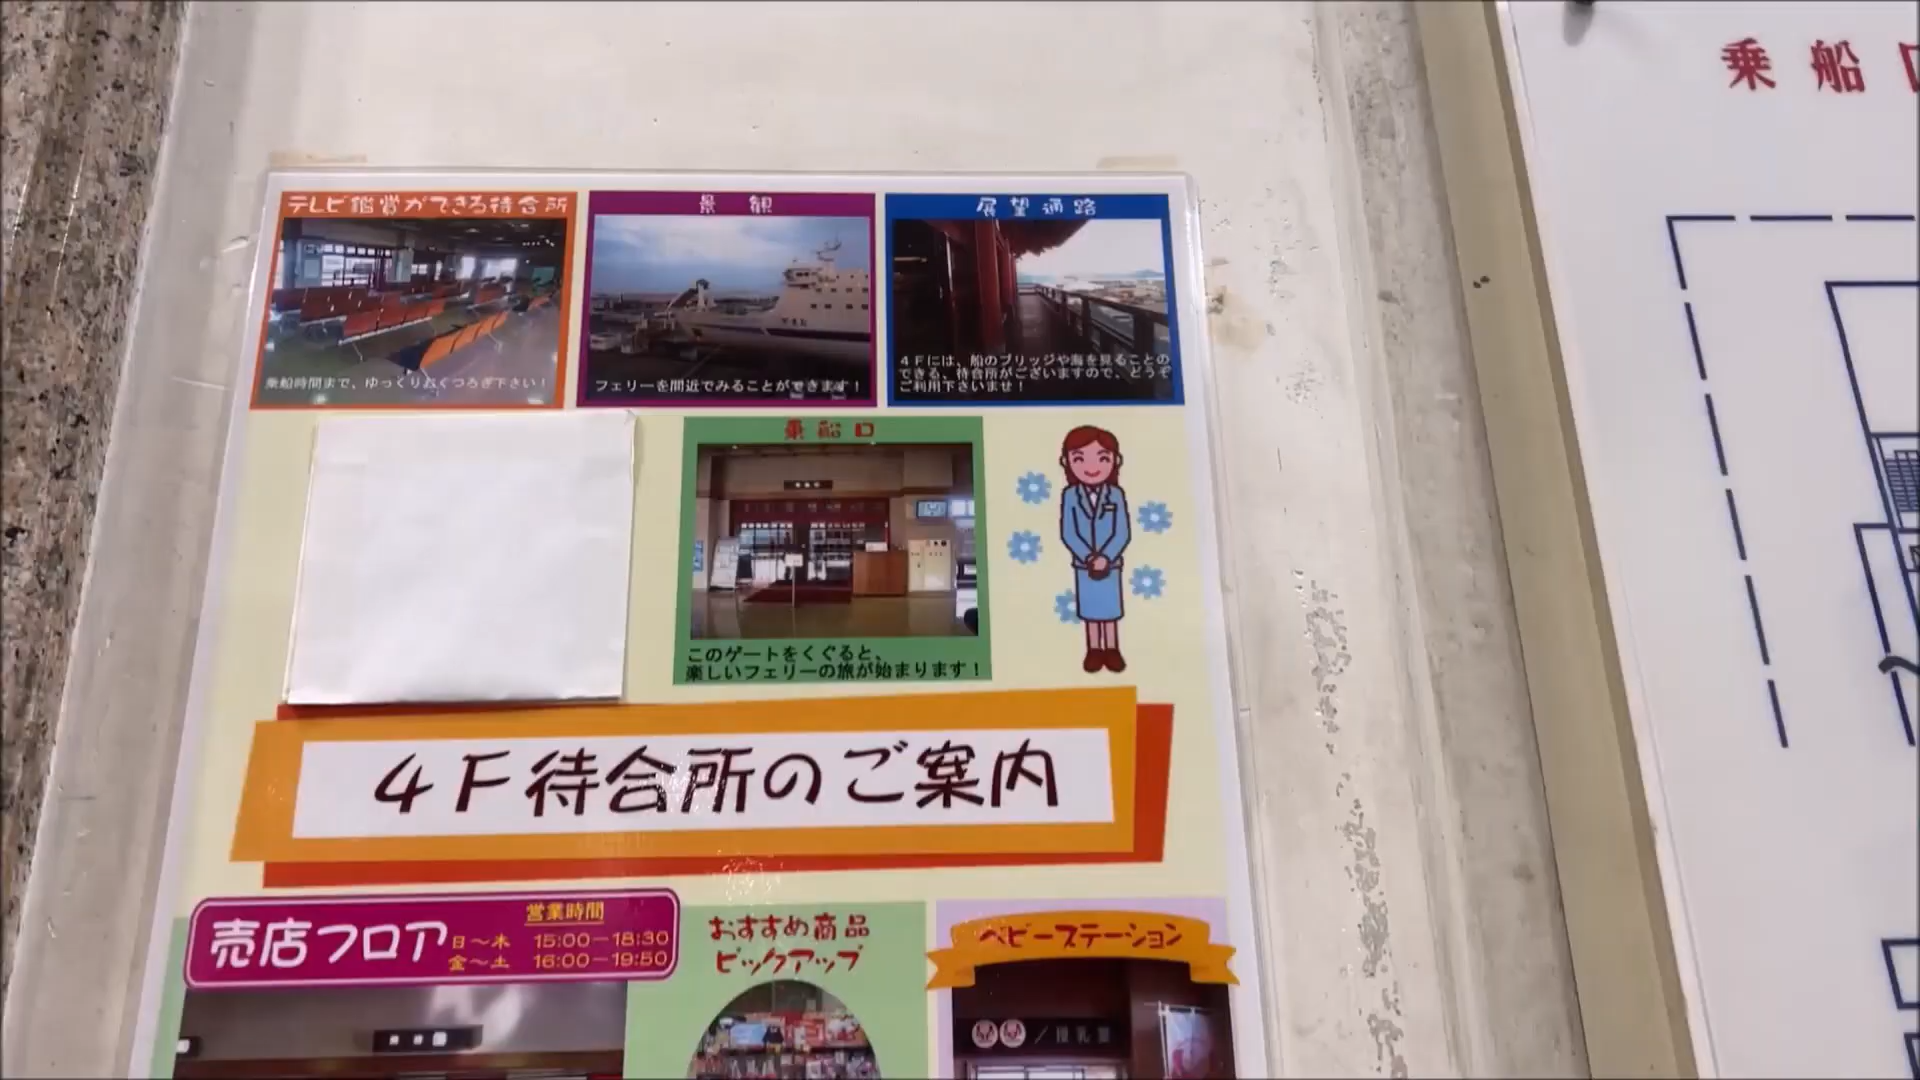 乗船
テレビ鑑賞ができる待合所
乗船時間まで、ゆっくりおくつろぎ下さい!
景観
フェリーを間近でみることができます!
展望通路
4Fには、船のブリッジや海を見ることの
できる、待合所がございますので、どうぞ
ご利用下さいませ!
乗船口
このゲートをくぐると、
楽しいフェリーの旅が始まります!
4F待合所のご案内
売店フロア
営業時間
日～木 15:00－18:30
金～土 16:00－19:50
おすすめ商品
ピックアップ
ベビーステーション
／授乳室